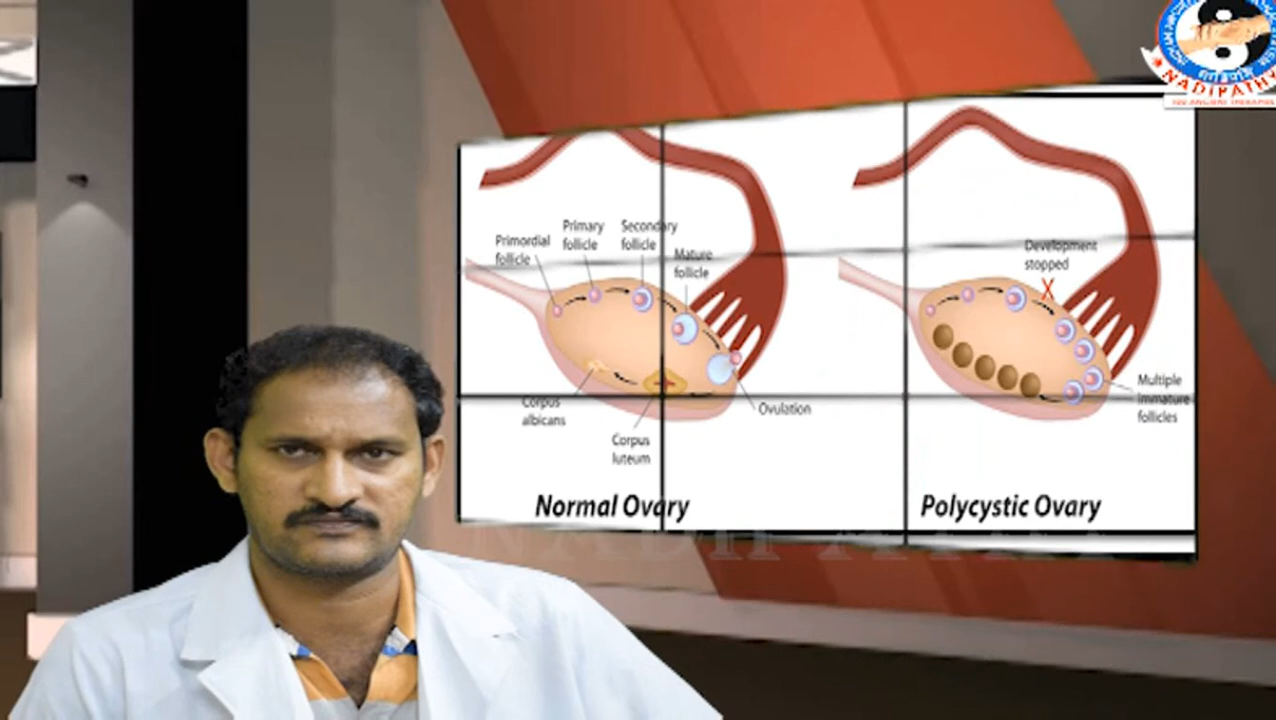 NADIPATHY
Primordial
follicle
Primary
follicle
Secondary
follicle
Mature
follicle
Corpus
albicans
Corpus
luteum
Ovulation
Normal Ovary
Development
stopped
Multiple
immature
follicles
Polycystic Ovary